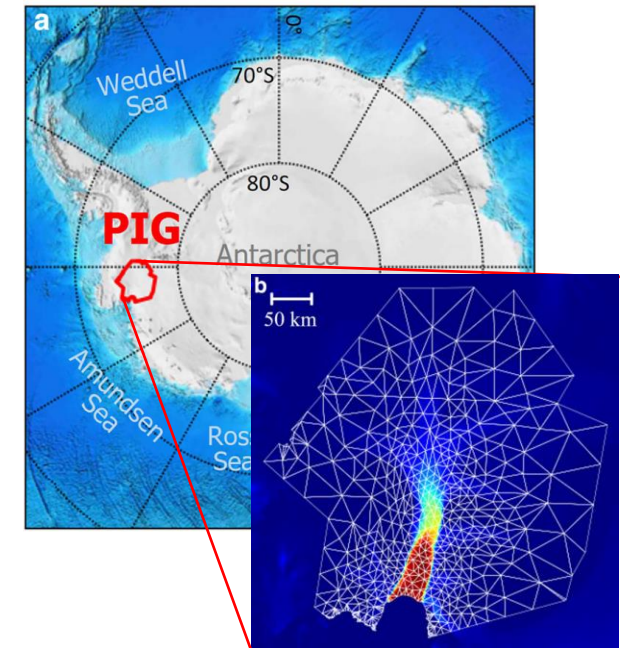 a
0°
Weddell
Sea
70°S
80°S
PIG
Antarctica
b
50 km
Amundsen
Sea
Ross
Sea